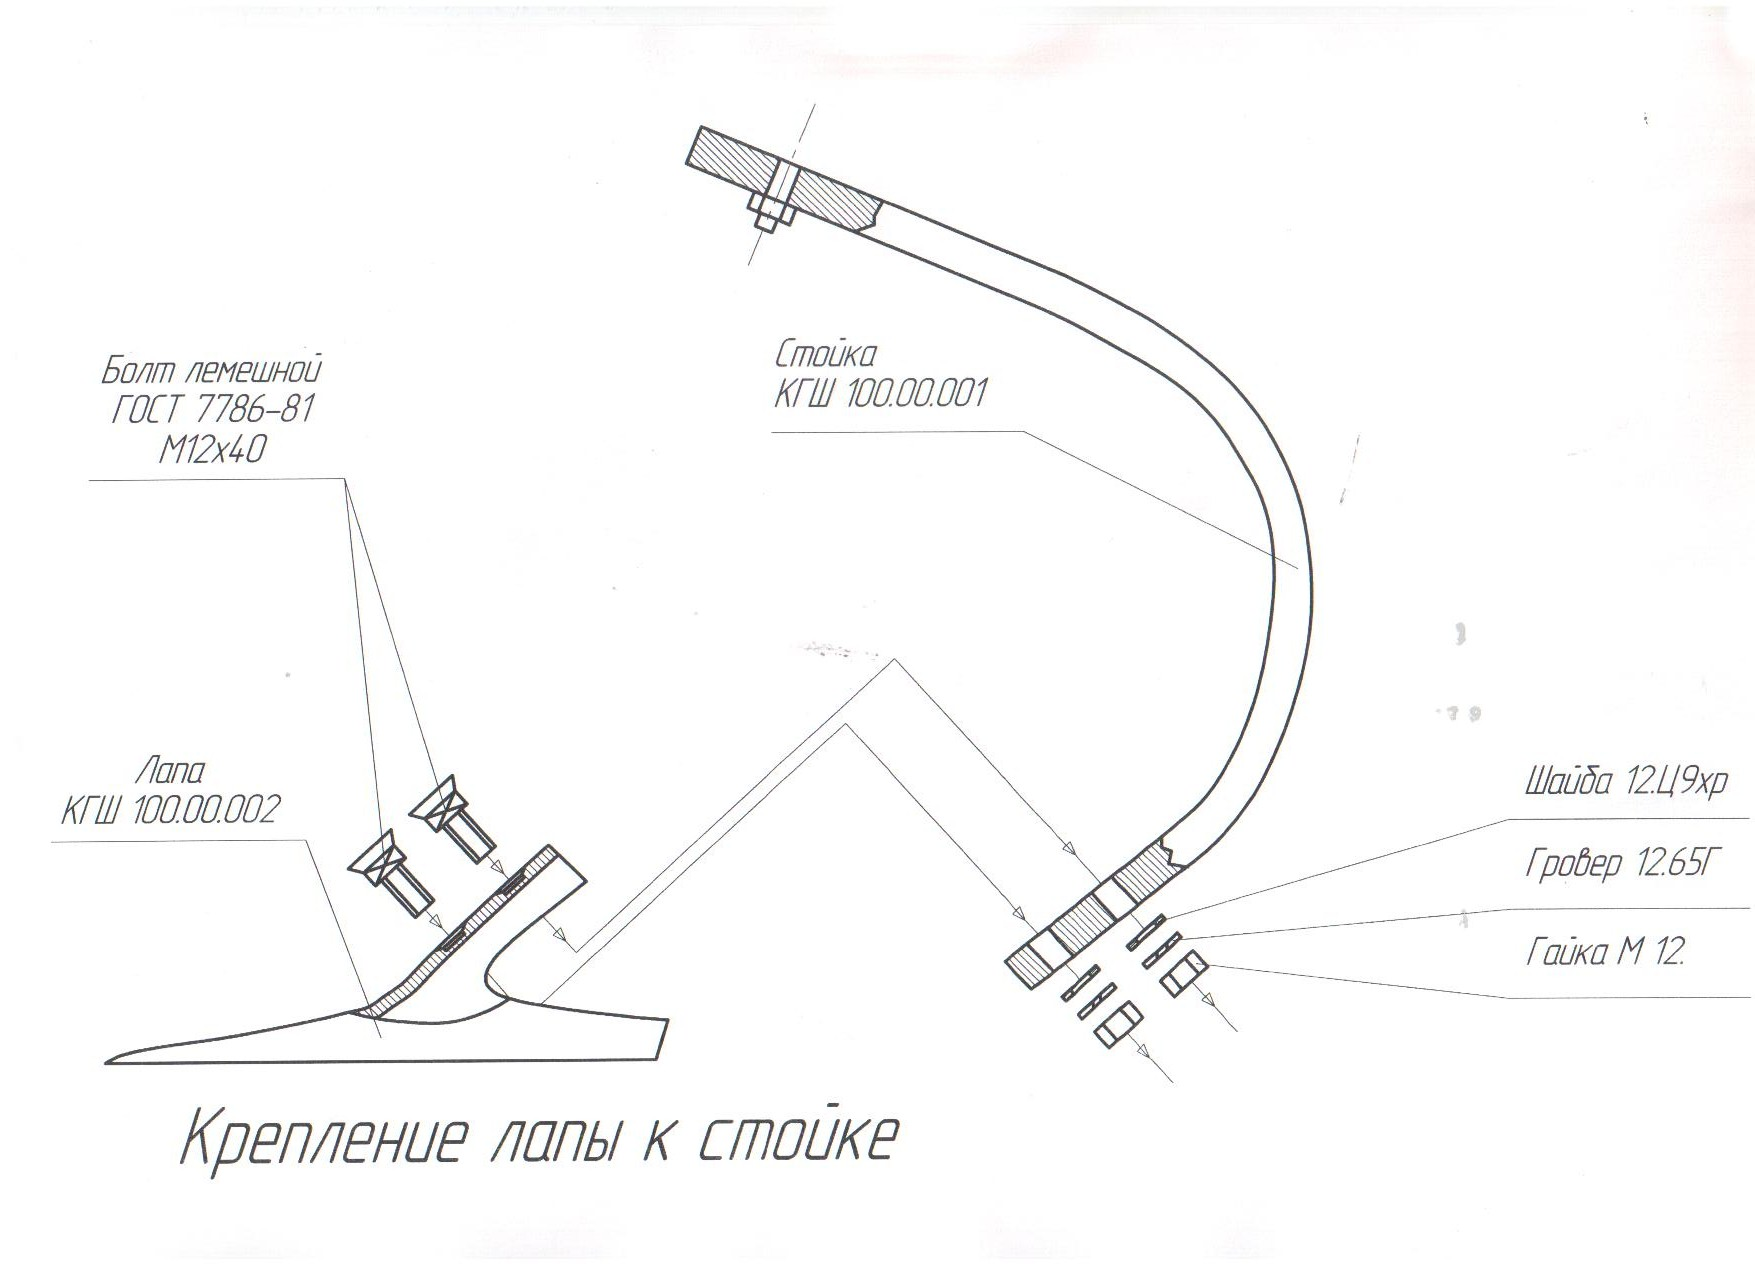 Болт лемешной
ГОСТ 7786-81
М12х40
Стойка
КГШ 100.00.001
Лапа
КГШ 100.00.002
Шайба 12.Ц9хр
Гровер 12.65Г
Гайка М 12.
Крепление лапы к стойке